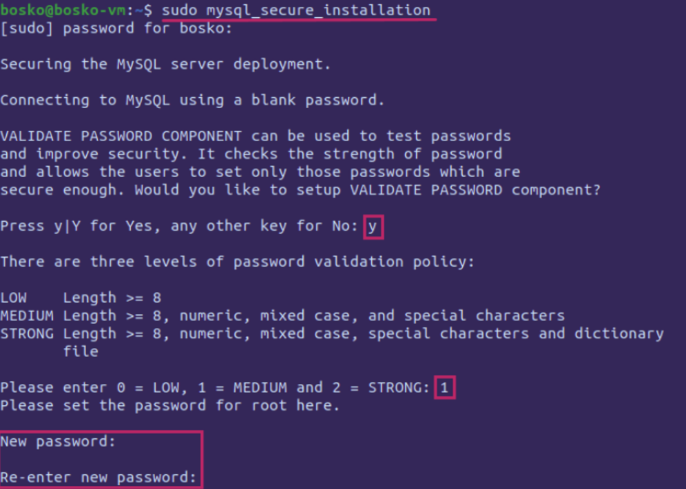 bosko@bosko-vm:~$ sudo mysql_secure_installation
[sudo] password for bosko:
Securing the MySQL server deployment.
Connecting to MySQL using a blank password.
VALIDATE PASSWORD COMPONENT can be used to test passwords
and improve security. It checks the strength of password
and allows the users to set only those passwords which are
secure enough. Would you like to setup VALIDATE PASSWORD component?
Press y|Y for Yes, any other key for No: y
There are three levels of password validation policy:
LOW    Length >= 8
MEDIUM Length >= 8, numeric, mixed case, and special characters
STRONG Length >= 8, numeric, mixed case, special characters and dictionary
file
Please enter 0 = LOW, 1 = MEDIUM and 2 = STRONG: 1
Please set the password for root here.
New password:
Re-enter new password: